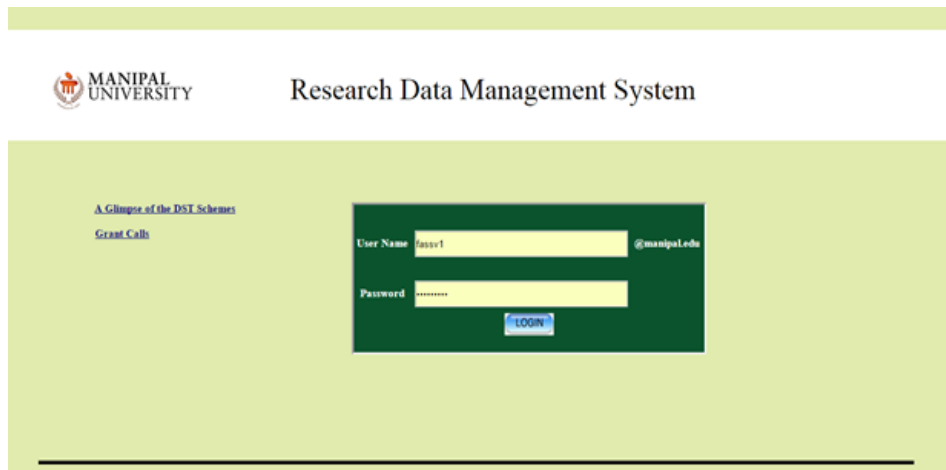 MANIPAL
UNIVERSITY
Research Data Management System
A Glimpse of the DST Schemes
Grant Calls
User Name fassv1 @manipal.edu
Password •••••••••
LOGIN